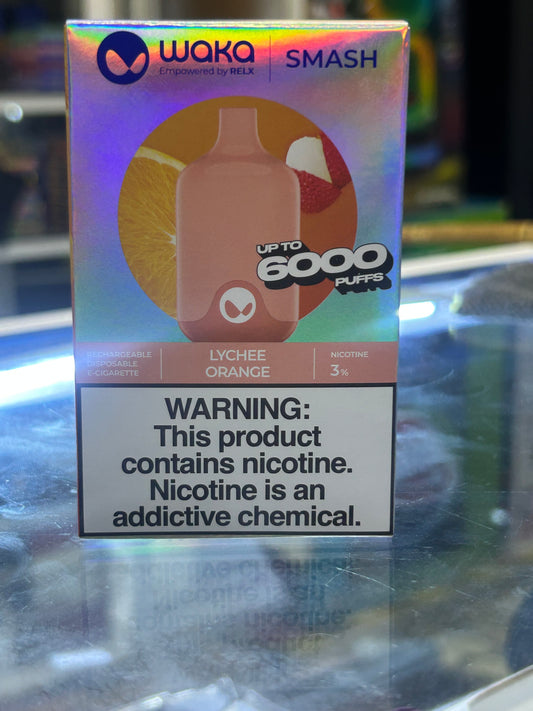 waka
Empowered by RELX
SMASH
UP TO
6000
PUFFS
RECHARGEABLE
DISPOSABLE
E-CIGARETTE
LYCHEE
ORANGE
NICOTINE
3%
WARNING:
This product
contains nicotine.
Nicotine is an
addictive chemical.